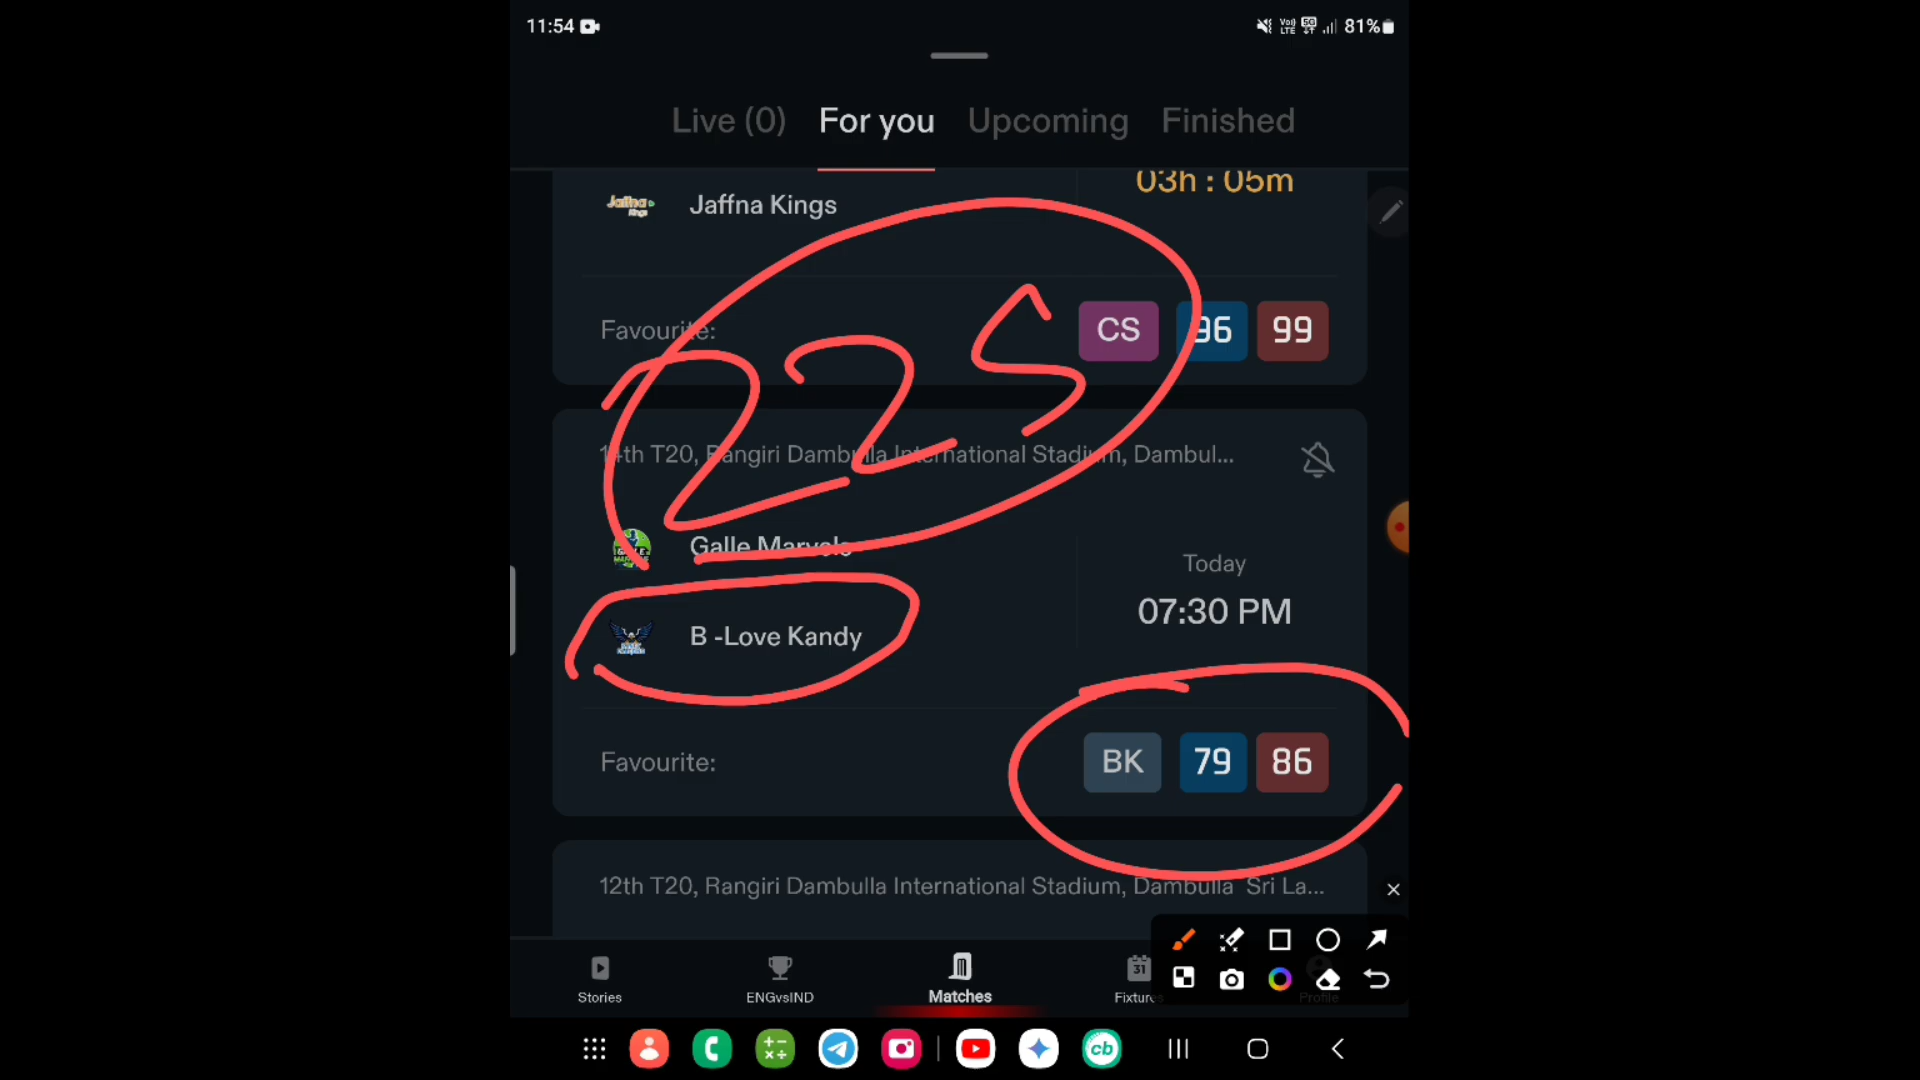 11:54 81%
Live (0) For you Upcoming Finished
03h : 05m
Jaffna Kings
Favourite: CS 96 99
225
14th T20, Rangiri Dambulla International Stadium, Dambul...
Galle Marvels
Today
07:30 PM
B -Love Kandy
Favourite: BK 79 86
12th T20, Rangiri Dambulla International Stadium, Dambulla Sri La...
Stories ENGvsIND Matches Fixtures Profile